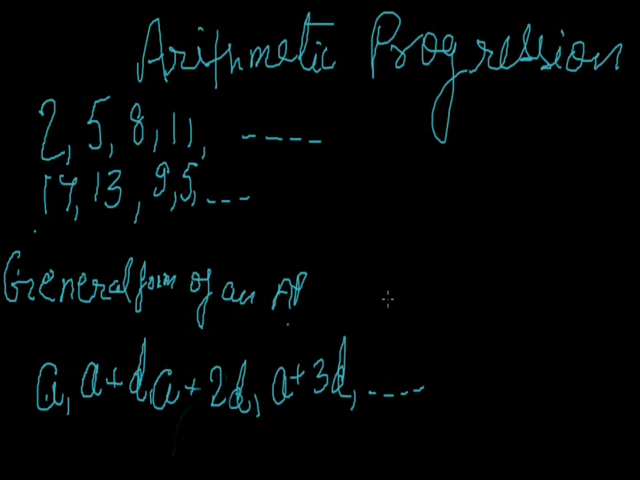 Arithmetic Progression
2, 5, 8, 11, ----
17, 13, 9, 5, ---
General form of an AP
a, a+d, a+2d, a+3d, ----